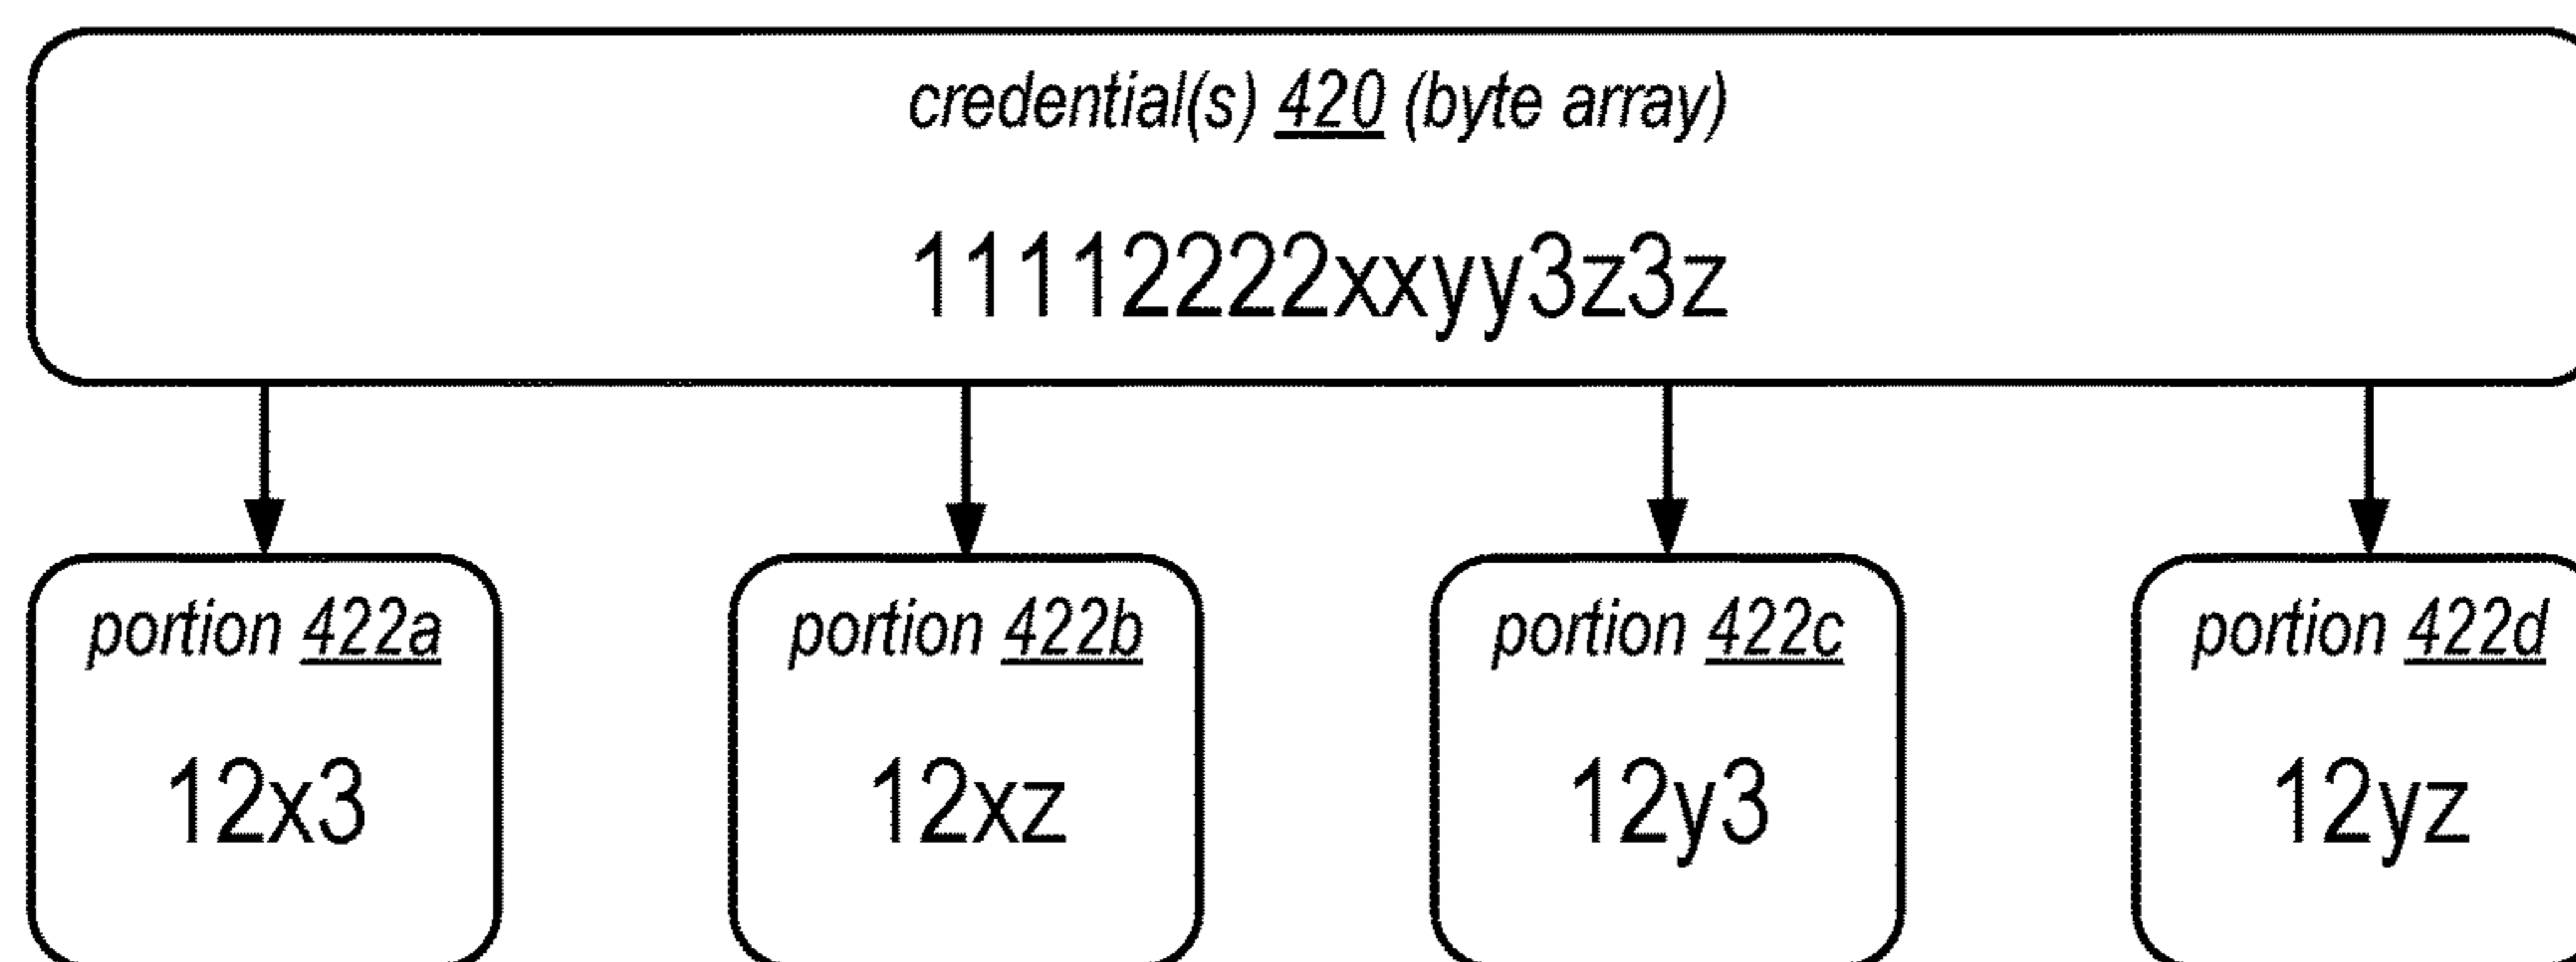 credential(s) 420 (byte array)
11112222xxyy3z3z
portion 422a
12x3
portion 422b
12xz
portion 422c
12y3
portion 422d
12yz